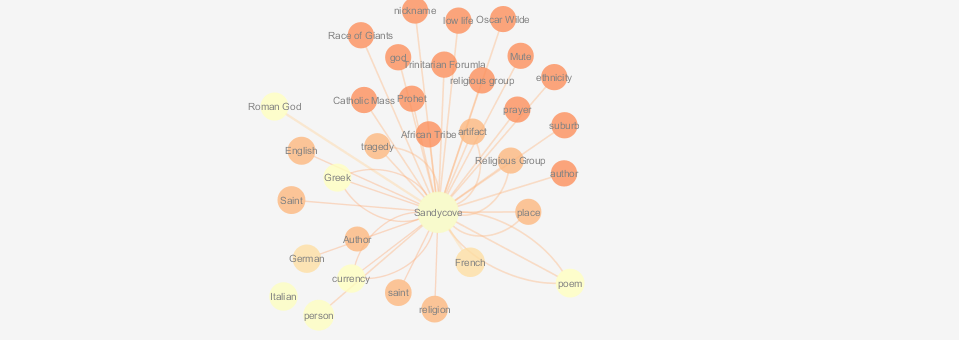 nickname
low life
Oscar Wilde
Race of Giants
god
Trinitarian Forumla
Mute
religious group
ethnicity
Catholic Mass
Prohet
Roman God
prayer
African Tribe
artifact
suburb
tragedy
English
Religious Group
Greek
author
Saint
Sandycove
place
Author
German
French
currency
poem
Italian
saint
religion
person